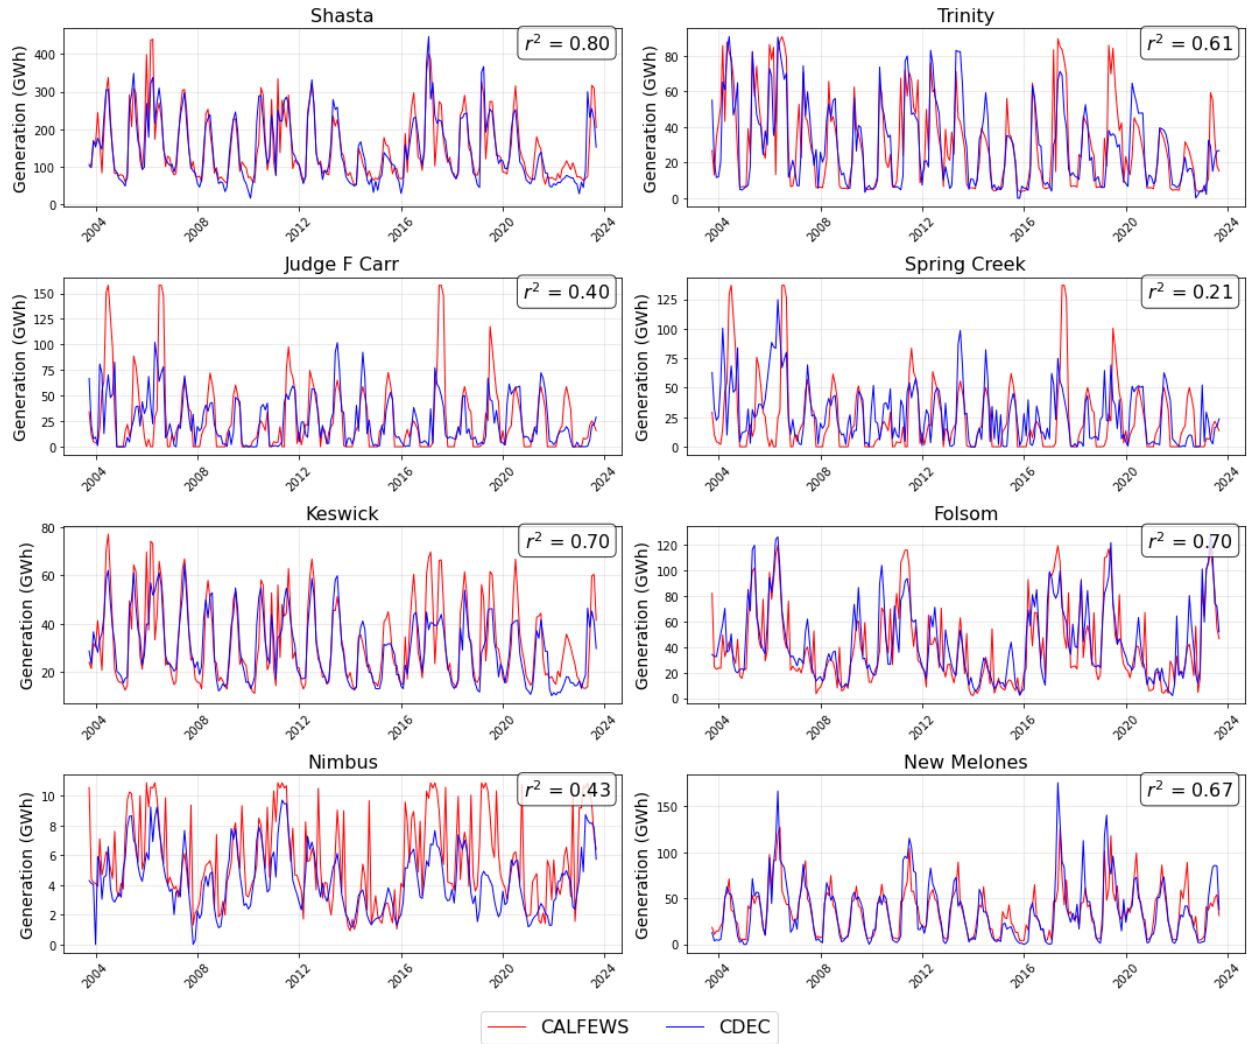 Shasta
Generation (GWh)
400
300
200
100
0
r² = 0.80
2004 2008 2012 2016 2020 2024
Trinity
Generation (GWh)
80
60
40
20
0
r² = 0.61
2004 2008 2012 2016 2020 2024
Judge F Carr
Generation (GWh)
150
125
100
75
50
25
0
r² = 0.40
2004 2008 2012 2016 2020 2024
Spring Creek
Generation (GWh)
125
100
75
50
25
0
r² = 0.21
2004 2008 2012 2016 2020 2024
Keswick
Generation (GWh)
80
60
40
20
r² = 0.70
2004 2008 2012 2016 2020 2024
Folsom
Generation (GWh)
120
100
80
60
40
20
0
r² = 0.70
2004 2008 2012 2016 2020 2024
Nimbus
Generation (GWh)
10
8
6
4
2
0
r² = 0.43
2004 2008 2012 2016 2020 2024
New Melones
Generation (GWh)
150
100
50
0
r² = 0.67
2004 2008 2012 2016 2020 2024
CALFEWS CDEC